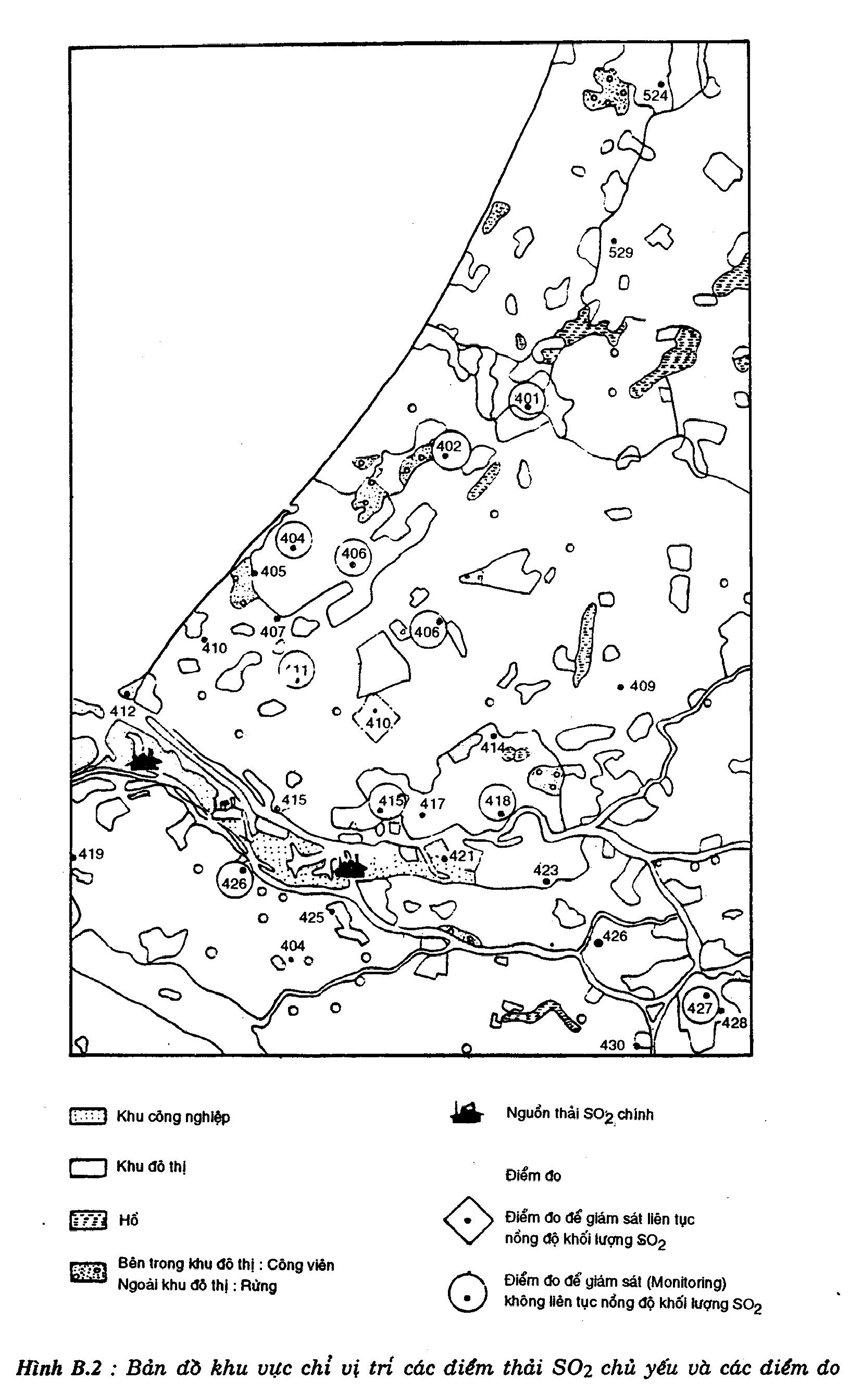 524
529
401
402
404
406
405
407
410
406
411
409
412
410
414
415
415
417
418
419
421
426
423
425
426
404
427
428
430
Khu công nghiệp
Khu đô thị
Hồ
Bên trong khu đô thị : Công viên
Ngoài khu đô thị : Rừng
Nguồn thải SO2 chính
Điểm đo
Điểm đo để giám sát liên tục
nồng độ khối lượng SO2
Điểm đo để giám sát (Monitoring)
không liên tục nồng độ khối lượng SO2
Hình B.2 : Bản đồ khu vực chỉ vị trí các điểm thải SO2 chủ yếu và các điểm đo